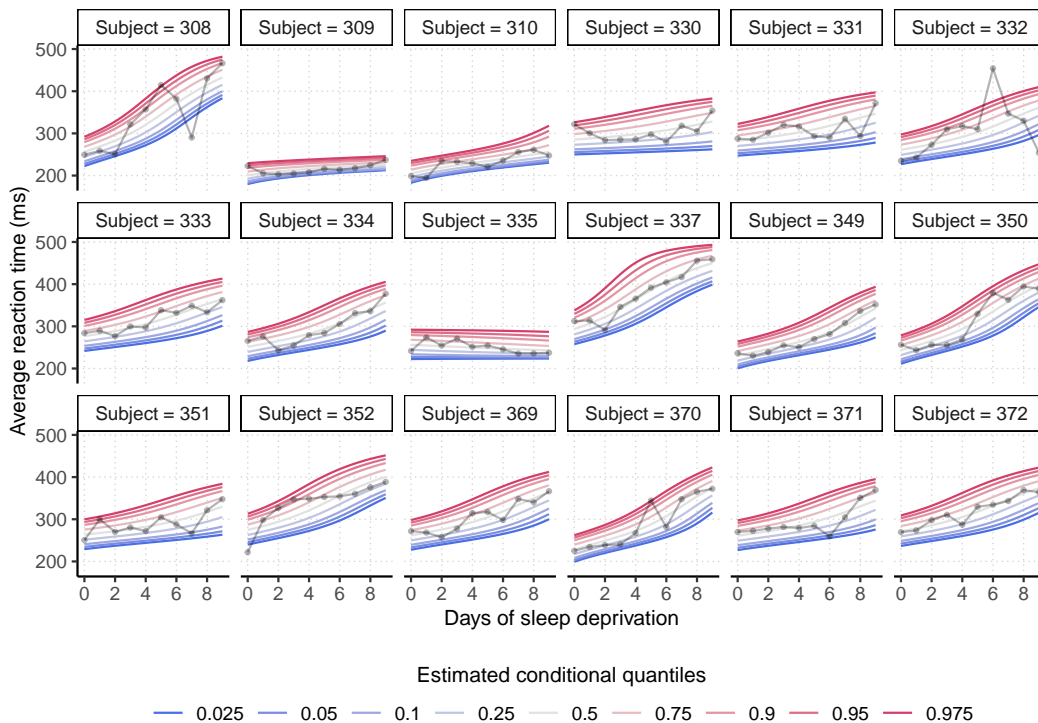 Subject = 308 Subject = 309 Subject = 310 Subject = 330 Subject = 331 Subject = 332
500
400
300
200
Subject = 333 Subject = 334 Subject = 335 Subject = 337 Subject = 349 Subject = 350
500
400
300
200
Subject = 351 Subject = 352 Subject = 369 Subject = 370 Subject = 371 Subject = 372
500
400
300
200
0 2 4 6 8 0 2 4 6 8 0 2 4 6 8 0 2 4 6 8 0 2 4 6 8 0 2 4 6 8
Average reaction time (ms)
Days of sleep deprivation
Estimated conditional quantiles
0.025 0.05 0.1 0.25 0.5 0.75 0.9 0.95 0.975